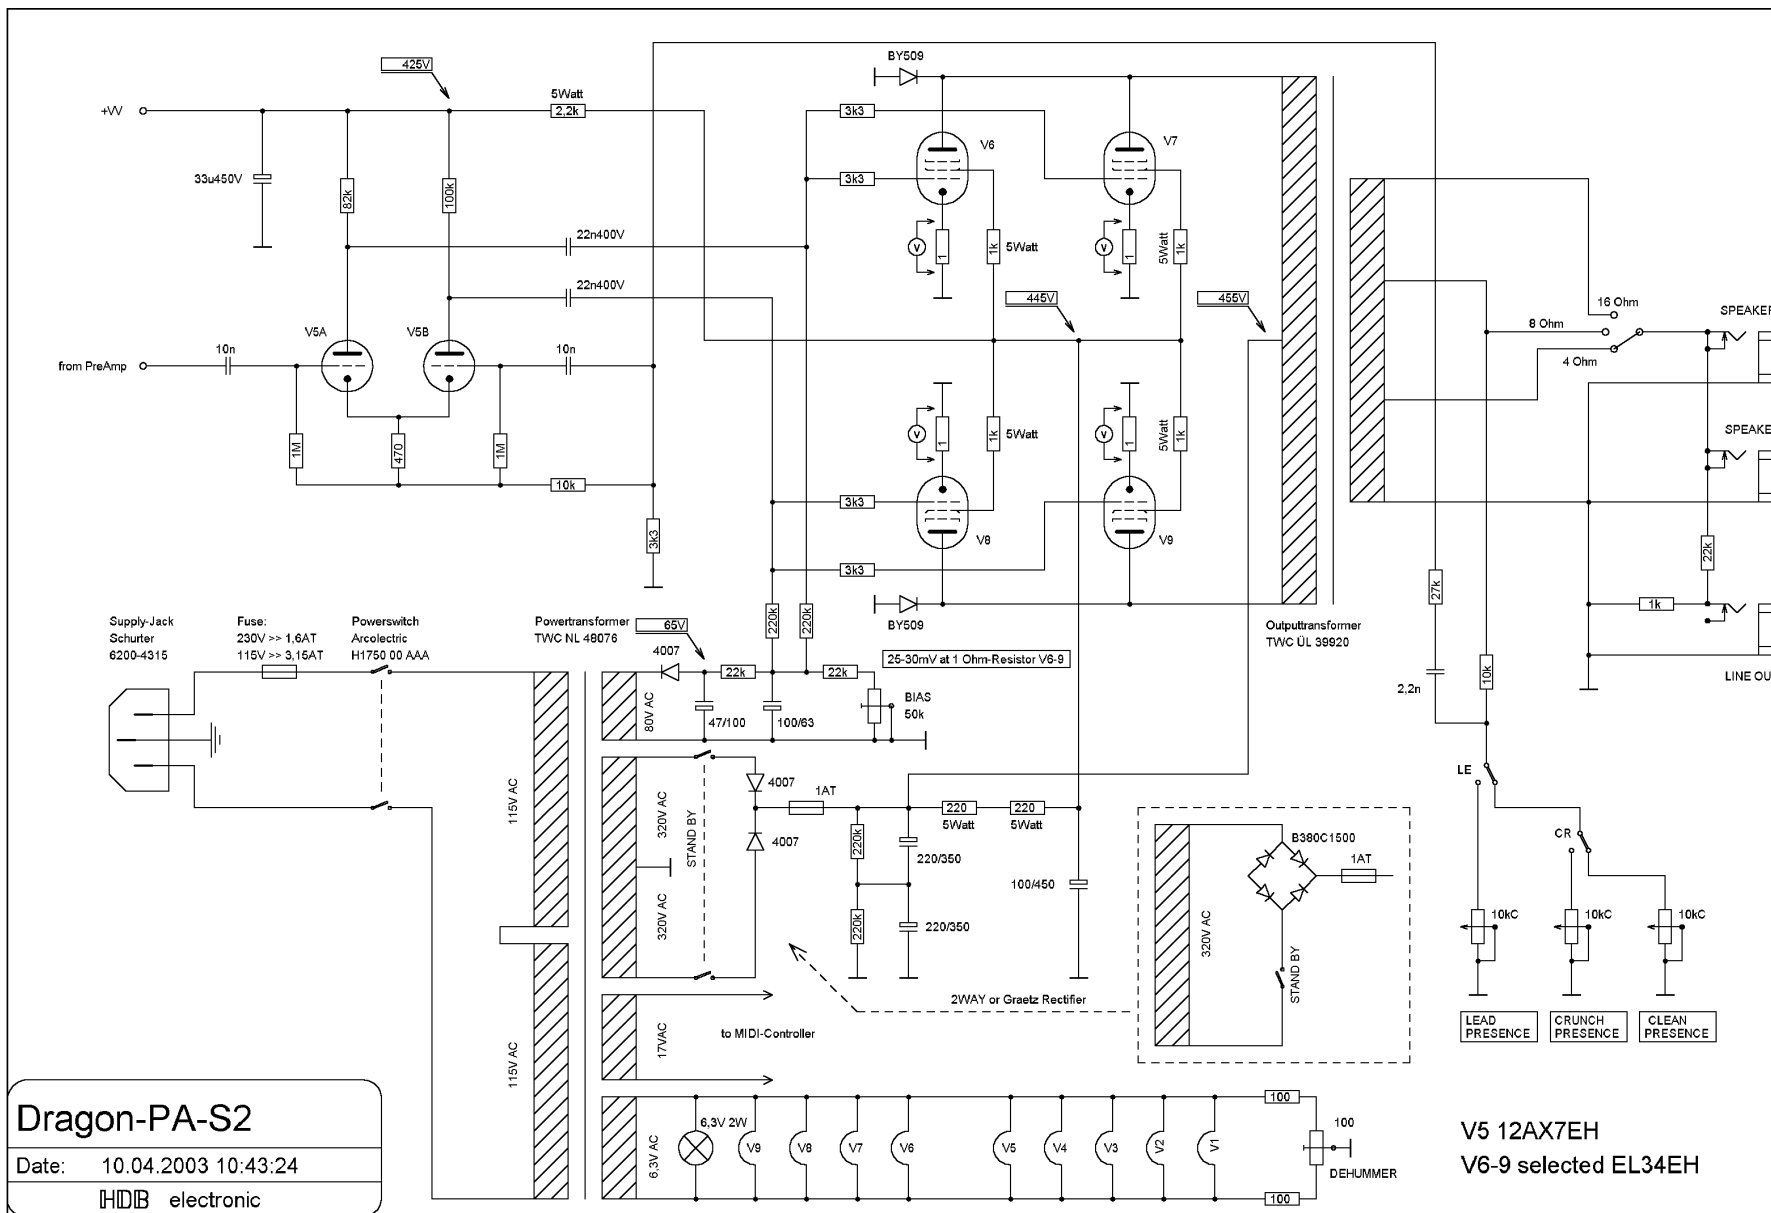 425V
+VV
5Watt
2,2k
BY509
33u450V
82k
100k
3k3
3k3
V6
V7
22n400V
22n400V
V
1
1k
5Watt
V
1
5Watt
1k
445V
455V
16 Ohm
8 Ohm
4 Ohm
SPEAKER
V5A
V5B
10n
10n
from PreAmp
1M
470
1M
10k
3k3
V
1
1k
5Watt
V
1
5Watt
1k
SPEAKE
3k3
3k3
V8
V9
BY509
22k
1k
27k
2,2n
10k
LINE OU
Supply-Jack
Schurter
6200-4315
Fuse:
230V >> 1,6AT
115V >> 3,15AT
Powerswitch
Arcolectric
H1750 00 AAA
Powertransformer
TWC NL 48076
65V
220k
220k
Outputtransformer
TWC ÜL 39920
4007
22k
22k
25-30mV at 1 Ohm-Resistor V6-9
80V AC
47/100
100/63
BIAS
50k
115V AC
320V AC
STAND BY
4007
4007
1AT
220k
220/350
220
5Watt
220
5Watt
320V AC
220k
220/350
100/450
B380C1500
1AT
320V AC
STAND BY
2WAY or Graetz Rectifier
LE
CR
10kC
10kC
10kC
LEAD
PRESENCE
CRUNCH
PRESENCE
CLEAN
PRESENCE
115V AC
17VAC
to MIDI-Controller
6,3V AC
6,3V 2W
V9
V8
V7
V6
V5
V4
V3
V2
V1
100
100
100
DEHUMMER
V5 12AX7EH
V6-9 selected EL34EH
Dragon-PA-S2
Date: 10.04.2003 10:43:24
HDB electronic